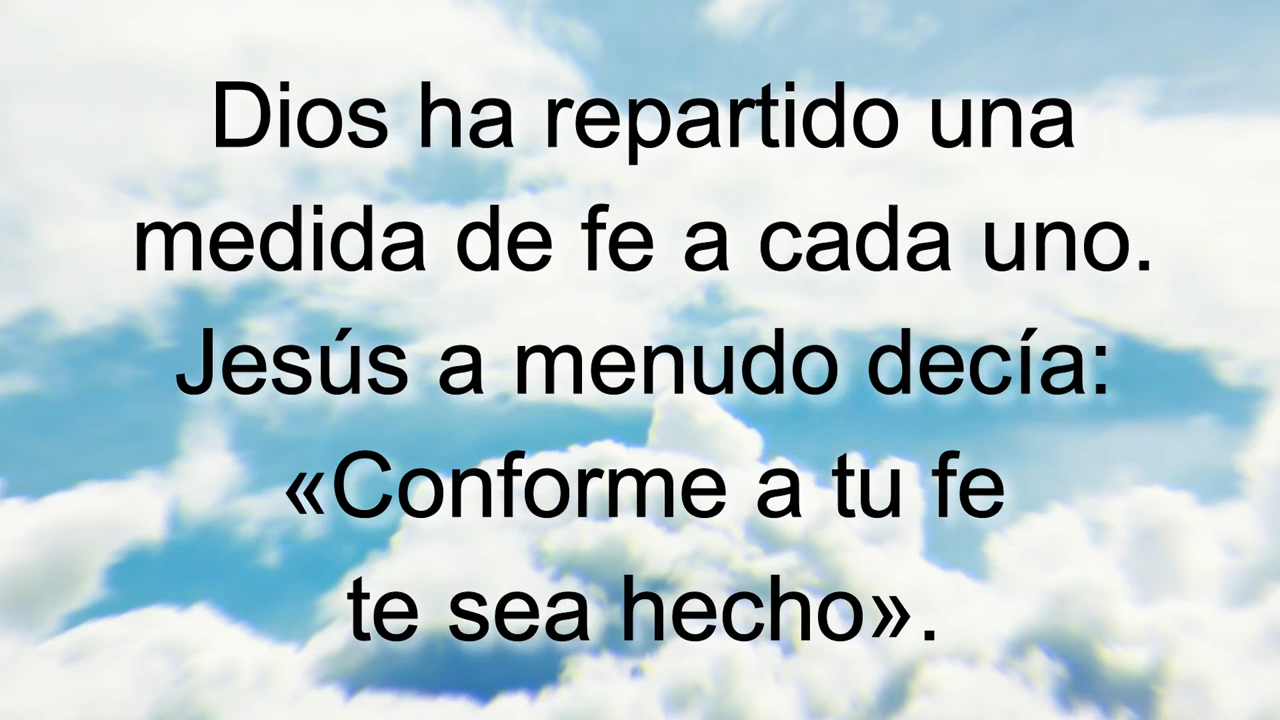 Dios ha repartido una
medida de fe a cada uno.
Jesús a menudo decía:
«Conforme a tu fe
te sea hecho».